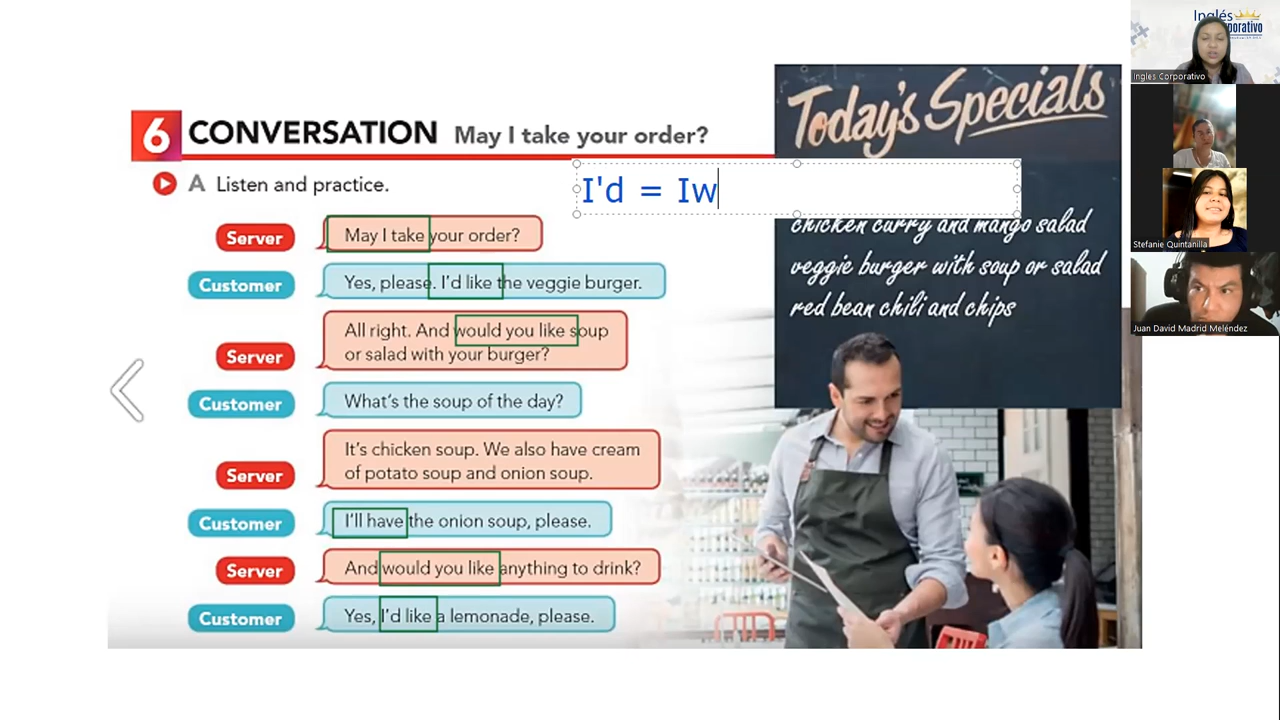 6 CONVERSATION May I take your order?
A Listen and practice.
I'd = Iw
Server
May I take your order?
Customer
Yes, please. I'd like the veggie burger.
Server
All right. And would you like soup
or salad with your burger?
Customer
What's the soup of the day?
Server
It's chicken soup. We also have cream
of potato soup and onion soup.
Customer
I'll have the onion soup, please.
Server
And would you like anything to drink?
Customer
Yes, I'd like a lemonade, please.
Today's Specials
chicken curry and mango salad
veggie burger with soup or salad
red bean chili and chips
Inglés
Ingles Corporativo
Stefanie Quintanilla
Juan David Madrid Meléndez